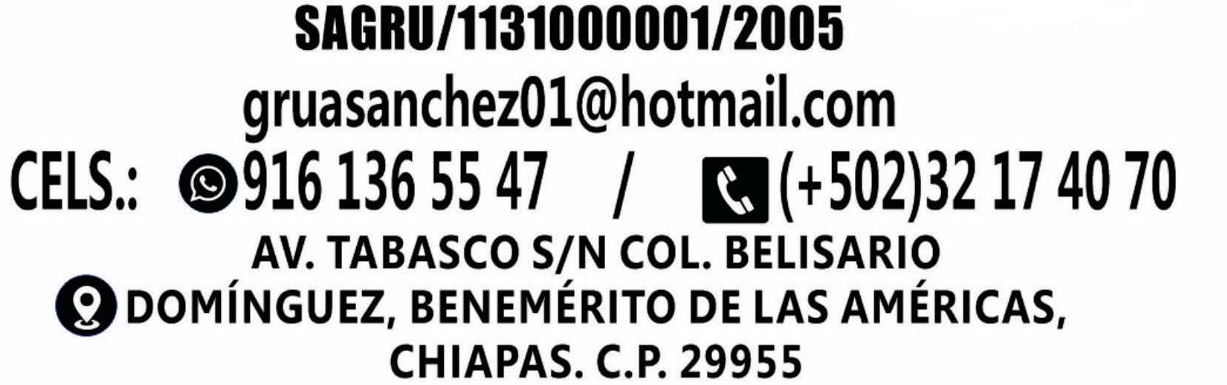 SAGRU/1131000001/2005
gruasanchez01@hotmail.com
CELS.: 916 136 55 47 / (+502)32 17 40 70
AV. TABASCO S/N COL. BELISARIO
DOMÍNGUEZ, BENEMÉRITO DE LAS AMÉRICAS,
CHIAPAS. C.P. 29955